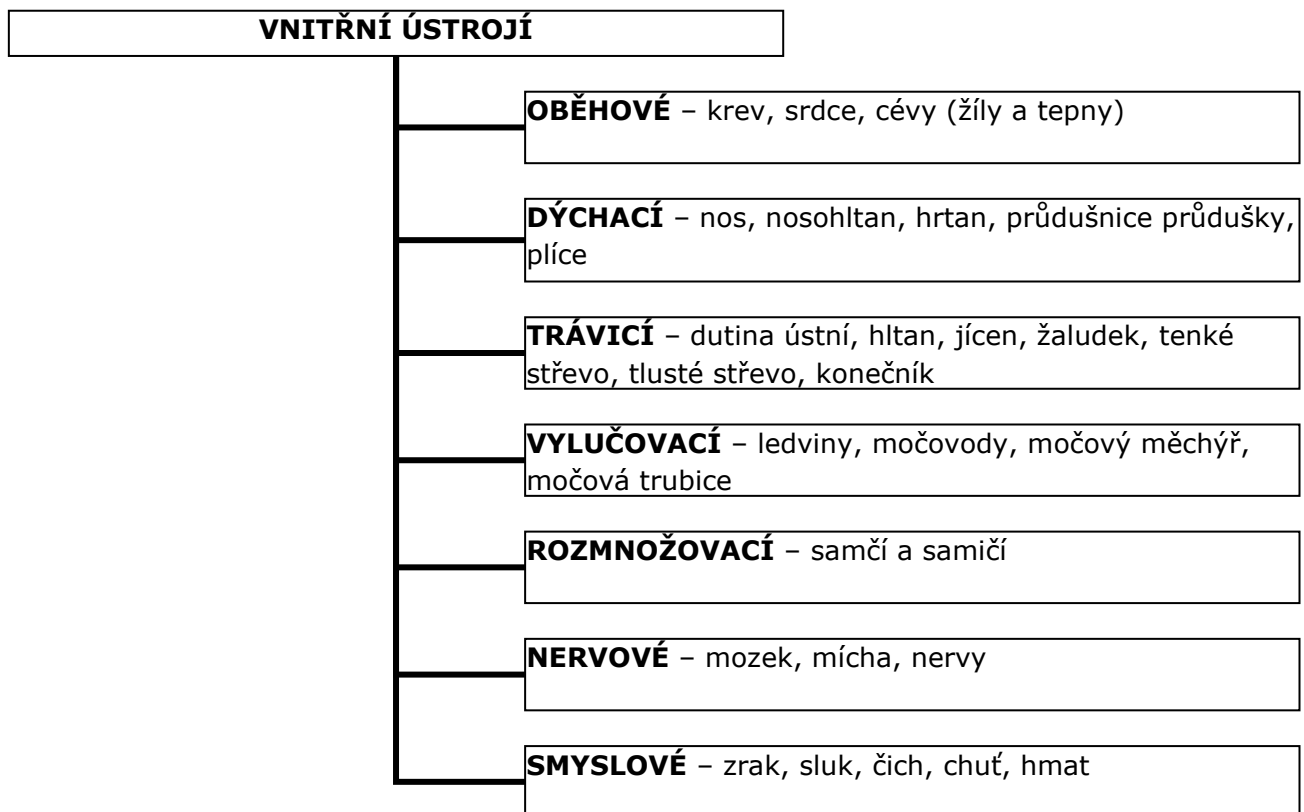 VNITŘNÍ ÚSTROJÍ
OBĚHOVÉ – krev, srdce, cévy (žíly a tepny)
DÝCHACÍ – nos, nosohltan, hrtan, průdušnice průdušky,
plíce
TRÁVICÍ – dutina ústní, hltan, jícen, žaludek, tenké
střevo, tlusté střevo, konečník
VYLUČOVACÍ – ledviny, močovody, močový měchýř,
močová trubice
ROZMNOŽOVACÍ – samčí a samičí
NERVOVÉ – mozek, mícha, nervy
SMYSLOVÉ – zrak, sluk, čich, chuť, hmat